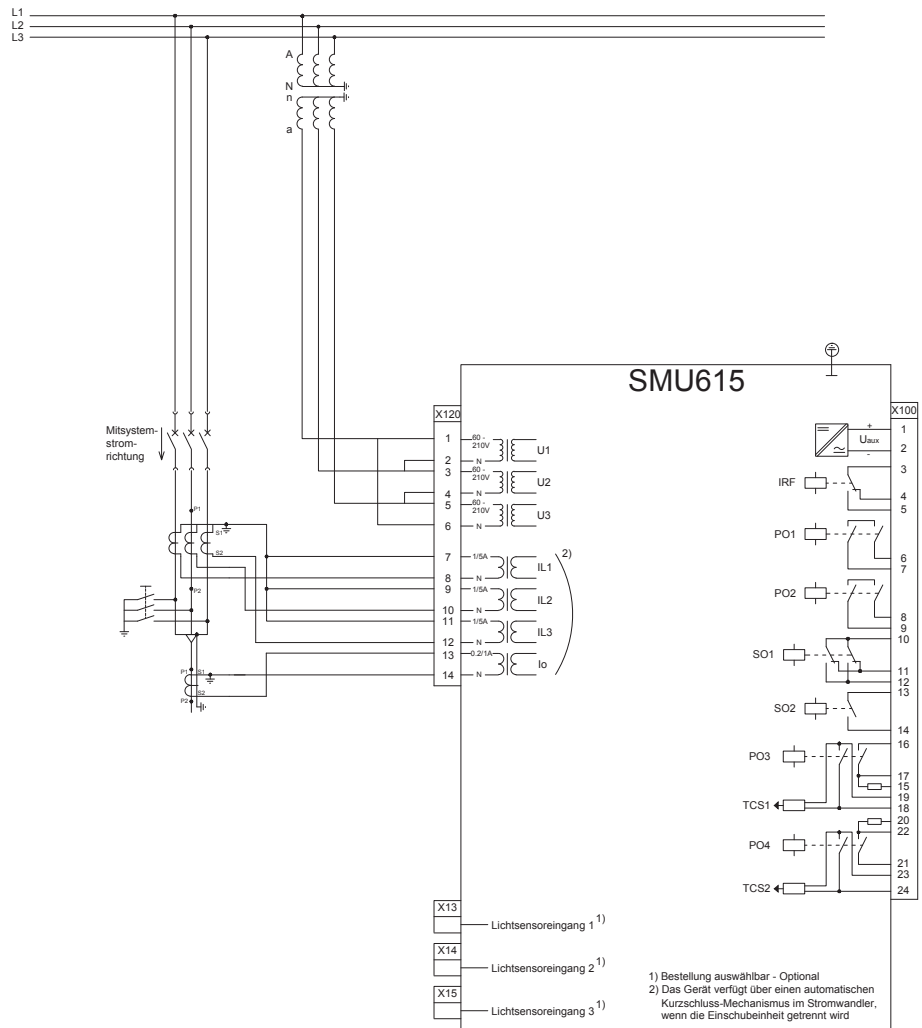 L1
L2
L3
A
N
n
a
SMU615
X120
X100
Mitsystem-
strom-
richtung
1
60 -
210V
U1
2
N
3
60 -
210V
U2
4
N
5
60 -
210V
U3
6
N
7
1/5A
IL1
2)
8
N
9
1/5A
IL2
10
N
11
1/5A
IL3
12
N
13
0.2/1A
Io
14
N
P1
S1
S2
P2
P1
S1
S2
P2
+
Uaux
-
1
2
IRF
3
4
5
PO1
6
7
PO2
8
9
SO1
10
11
12
SO2
13
14
PO3
16
17
15
TCS1
19
18
20
PO4
22
21
23
TCS2
24
X13
Lichtsensoreingang 1 1)
X14
Lichtsensoreingang 2 1)
X15
Lichtsensoreingang 3 1)
1) Bestellung auswählbar - Optional
2) Das Gerät verfügt über einen automatischen
Kurzschluss-Mechanismus im Stromwandler,
wenn die Einschubeinheit getrennt wird